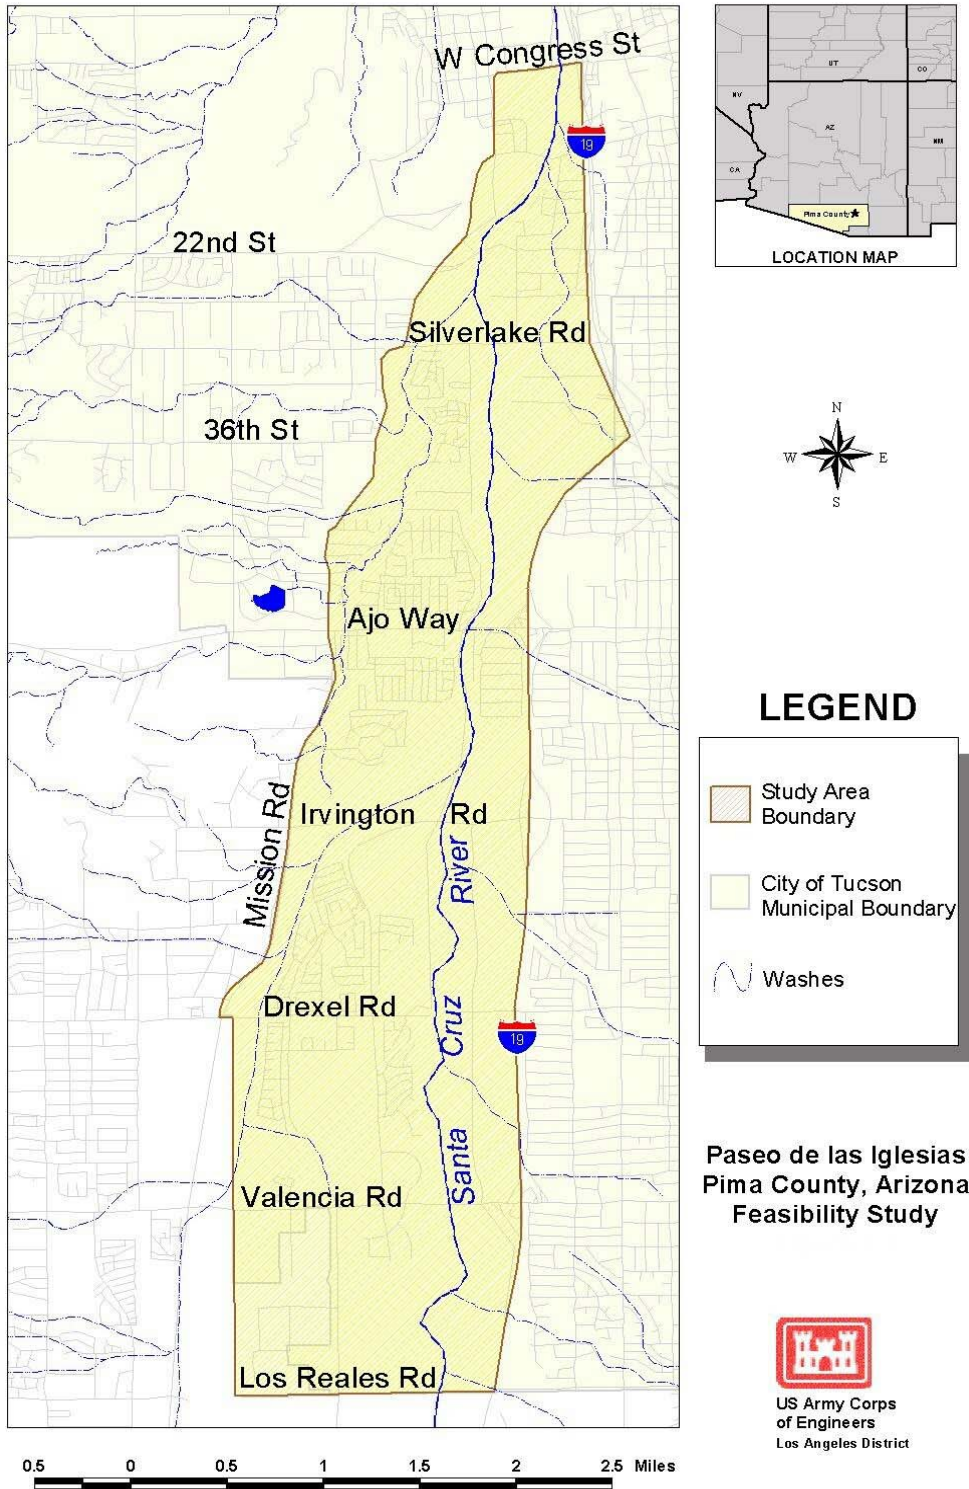 W Congress St
19
22nd St
Silverlake Rd
36th St
Ajo Way
Mission Rd
Irvington Rd
Santa Cruz River
Drexel Rd
19
Valencia Rd
Los Reales Rd
0.5 0 0.5 1 1.5 2 2.5 Miles
UT
CO
NV
AZ
NM
CA
Pima County
LOCATION MAP
N
W E
S
LEGEND
Study Area
Boundary
City of Tucson
Municipal Boundary
Washes
Paseo de las Iglesias
Pima County, Arizona
Feasibility Study
US Army Corps
of Engineers
Los Angeles District